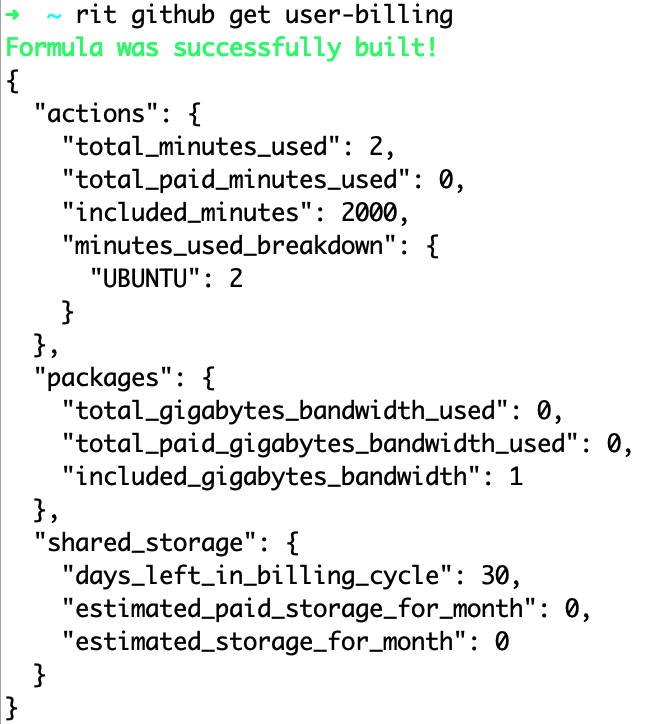 ➜  ~ rit github get user-billing
Formula was successfully built!
{
  "actions": {
    "total_minutes_used": 2,
    "total_paid_minutes_used": 0,
    "included_minutes": 2000,
    "minutes_used_breakdown": {
      "UBUNTU": 2
    }
  },
  "packages": {
    "total_gigabytes_bandwidth_used": 0,
    "total_paid_gigabytes_bandwidth_used": 0,
    "included_gigabytes_bandwidth": 1
  },
  "shared_storage": {
    "days_left_in_billing_cycle": 30,
    "estimated_paid_storage_for_month": 0,
    "estimated_storage_for_month": 0
  }
}